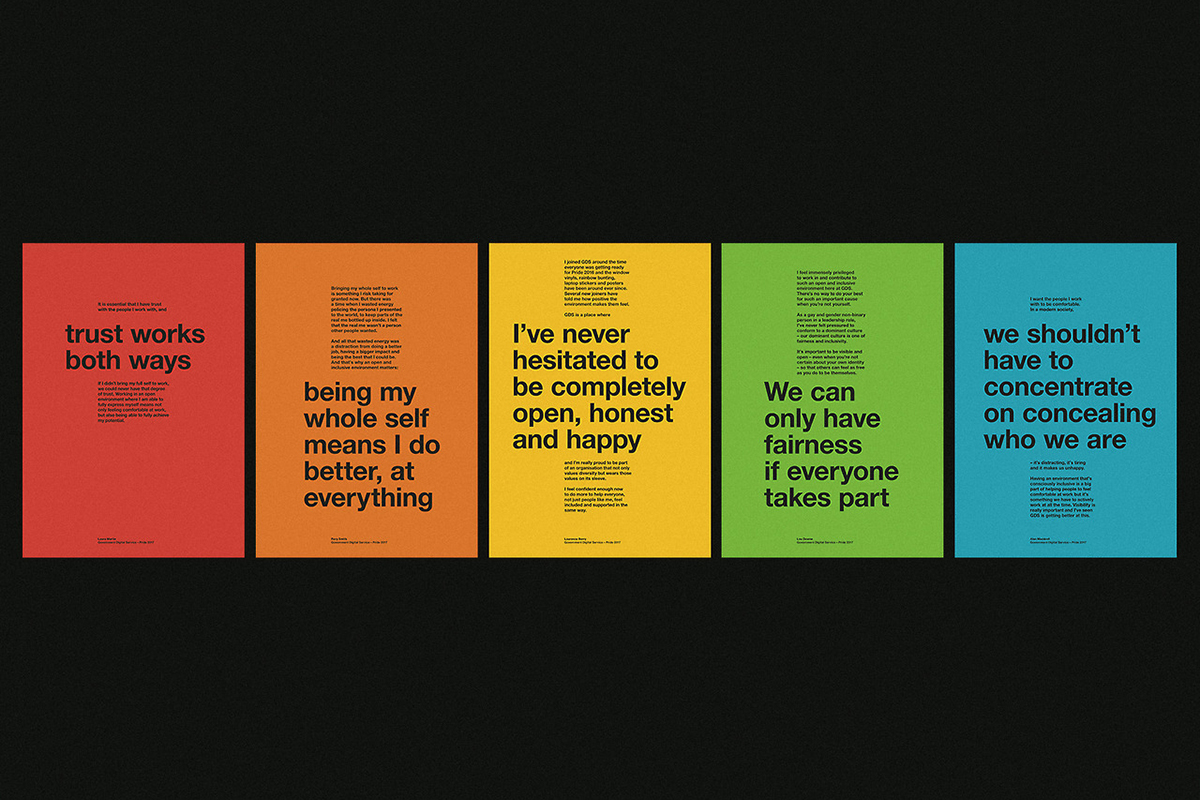 It is essential that I have trust
with the people I work with, and
trust works
both ways
If I didn't bring my full self to work,
we could never have that degree
of trust. Working in an open
environment where I am able to
fully express myself means not
only feeling comfortable at work,
but also being able to fully achieve
my potential.
Government Digital Service – Pride 2017
Bringing my whole self to work
is something I risk taking for
granted now. But there was
a time when I wasted energy
policing the persona I presented
to the world, to keep parts of the
real me bottled up inside. I felt
that the real me wasn't a person
other people wanted.
And all that wasted energy was
a distraction from doing a better
job, having a bigger impact and
being the best that I could be.
And that's why an open and
inclusive environment matters:
being my
whole self
means I do
better, at
everything
Government Digital Service – Pride 2017
I joined GDS around the time
everyone was getting ready
for Pride 2016 and the window
vinyls, rainbow bunting,
laptop stickers and posters
have been around ever since.
Several new joiners have
told me how positive the
environment makes them feel.
GDS is a place where
I've never
hesitated to
be completely
open, honest
and happy
and I'm really proud to be part
of an organisation that not only
values diversity but wears those
values on its sleeve.
I feel confident enough now
to do more to help everyone,
not just people like me, feel
included and supported in the
same way.
Government Digital Service – Pride 2017
I feel immensely privileged
to work in and contribute to
such an open and inclusive
environment here at GDS.
There's no way to do your best
for such an important cause
when you're not yourself.
As a gay and gender non-binary
person in a leadership role,
I've never felt pressured to
conform to a dominant culture
– our dominant culture is one of
fairness and inclusivity.
It's important to be visible and
open – even when you're not
certain about your own identity
– so that others can feel as free
as you do to be themselves.
We can
only have
fairness
if everyone
takes part
Government Digital Service – Pride 2017
I want the people I work
with to be comfortable.
In a modern society,
we shouldn't
have to
concentrate
on concealing
who we are
– it's distracting, it's tiring
and it makes us unhappy.
Having an environment that's
consciously inclusive is a big
part of helping people to feel
comfortable at work but it's
something we have to actively
work at all the time. Visibility is
really important and I've seen
GDS is getting better at this.
Government Digital Service – Pride 2017